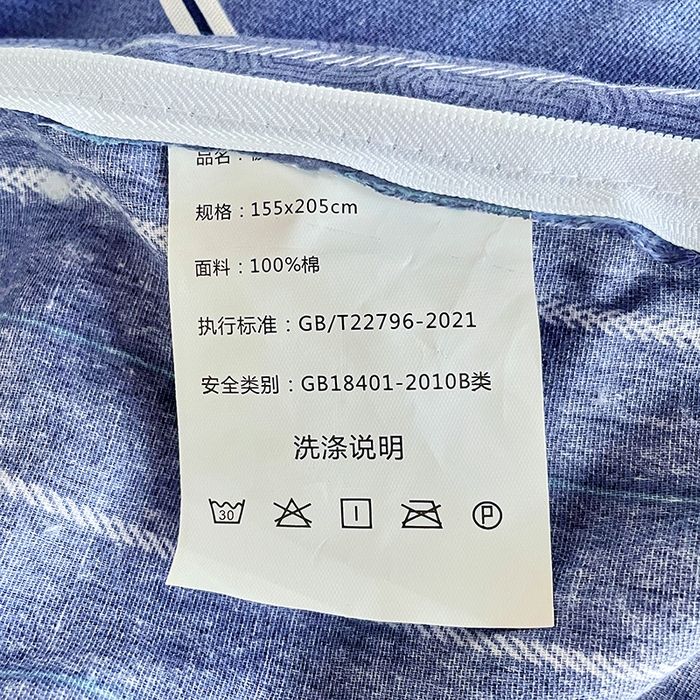 品名：
规格：155x205cm
面料：100%棉
执行标准：GB/T22796-2021
安全类别：GB18401-2010B类
洗涤说明
30
P